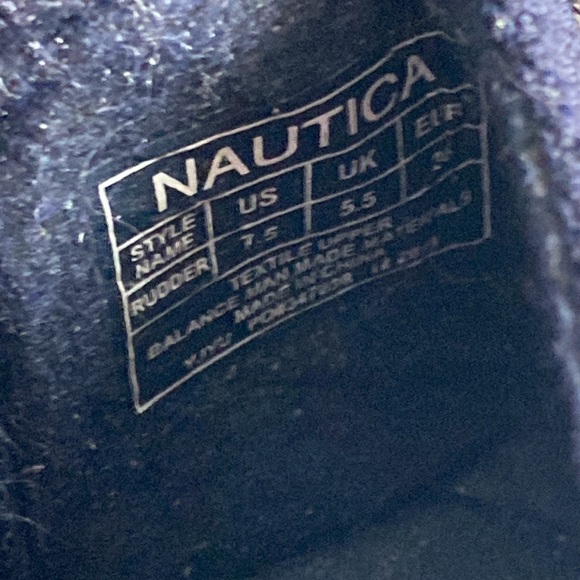 NAUTICA
STYLE NAME US UK EUR
RUDDER 7.5 5.5
TEXTILE UPPER
BALANCE MAN MADE MATERIALS
MADE IN CHINA
YJYU